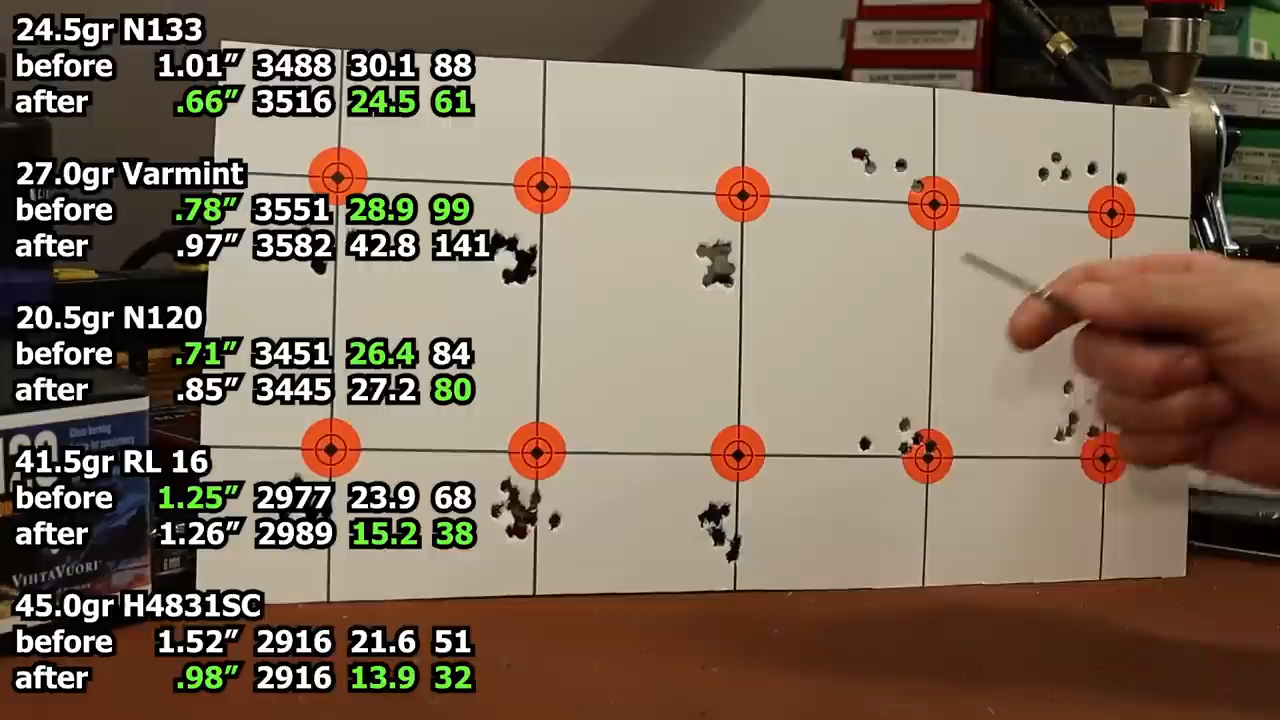 24.5gr N133
before 1.01" 3488 30.1 88
after .66" 3516 24.5 61
27.0gr Varmint
before .78" 3551 28.9 99
after .97" 3582 42.8 141
20.5gr N120
before .71" 3451 26.4 84
after .85" 3445 27.2 80
41.5gr RL 16
before 1.25" 2977 23.9 68
after 1.26" 2989 15.2 38
VIHTAVUORI
45.0gr H4831SC
before 1.52" 2916 21.6 51
after .98" 2916 13.9 32